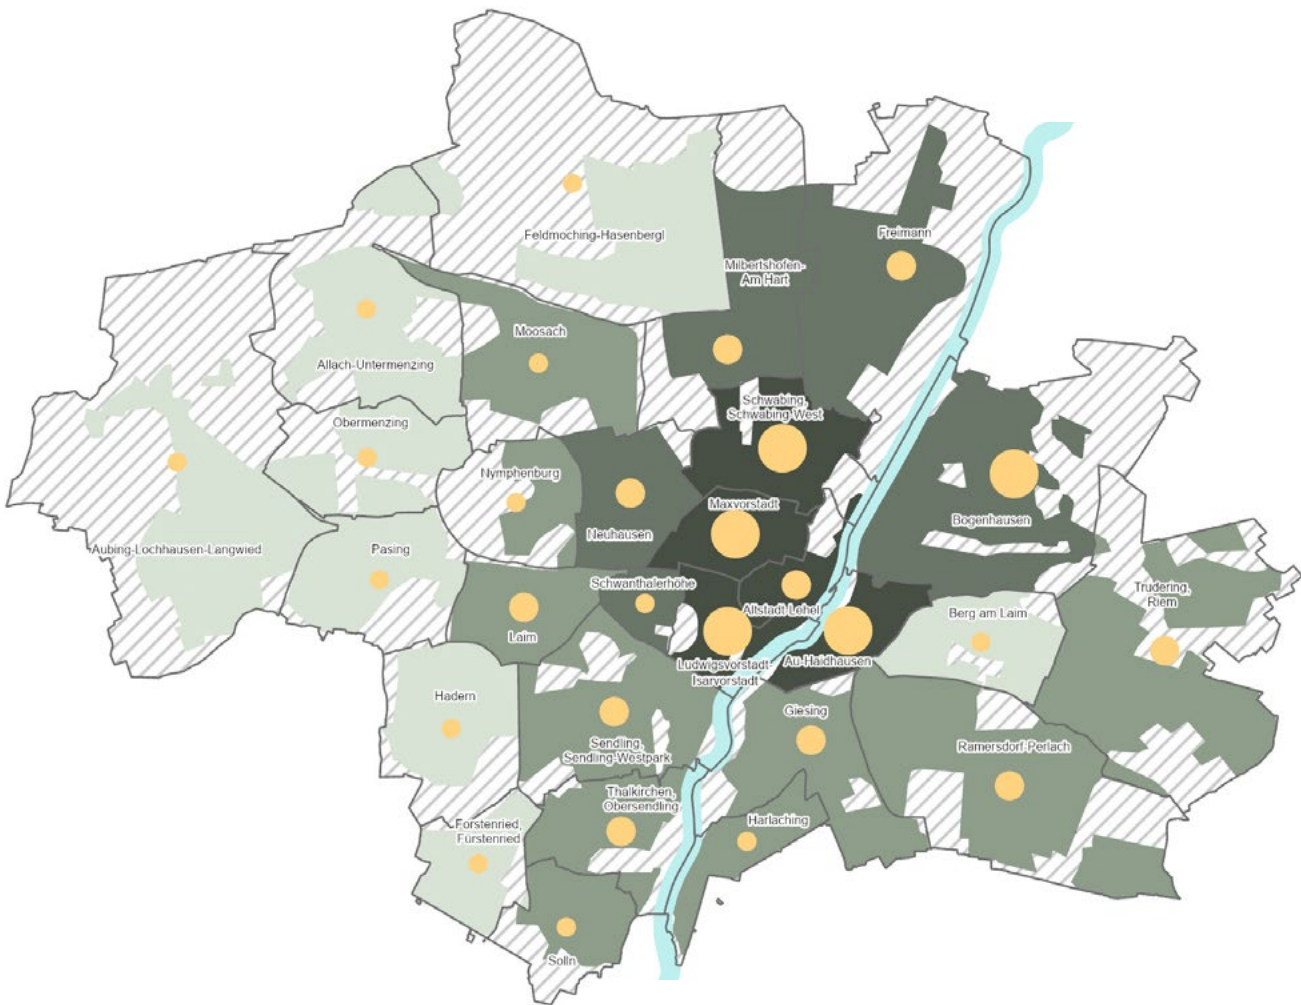 Feldmoching-Hasenbergl
Freimann
Milbertshofen-
Am Hart
Moosach
Allach-Untermenzing
Schwabing,
Schwabing-West
Obermenzing
Nymphenburg
Maxvorstadt
Neuhausen
Bogenhausen
Aubing-Lochhausen-Langwied
Pasing
Schwanthalerhöhe
Altstadt-Lehel
Trudering,
Riem
Berg am Laim
Laim
Ludwigsvorstadt-
Isarvorstadt
Au-Haidhausen
Hadern
Giesing
Sendling,
Sendling-Westpark
Ramersdorf-Perlach
Thalkirchen,
Obersendling
Harlaching
Forstenried,
Fürstenried
Solln